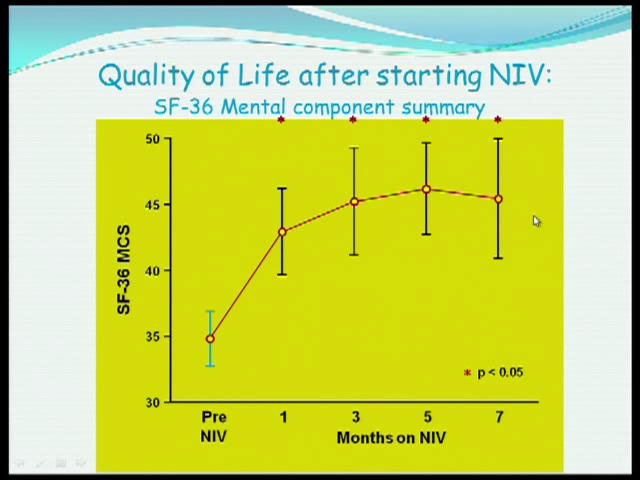 Quality of Life after starting NIV:
SF-36 Mental component summary
* * * *
50
45
40
35
30
SF-36 MCS
* p < 0.05
Pre NIV 1 3 5 7
Months on NIV